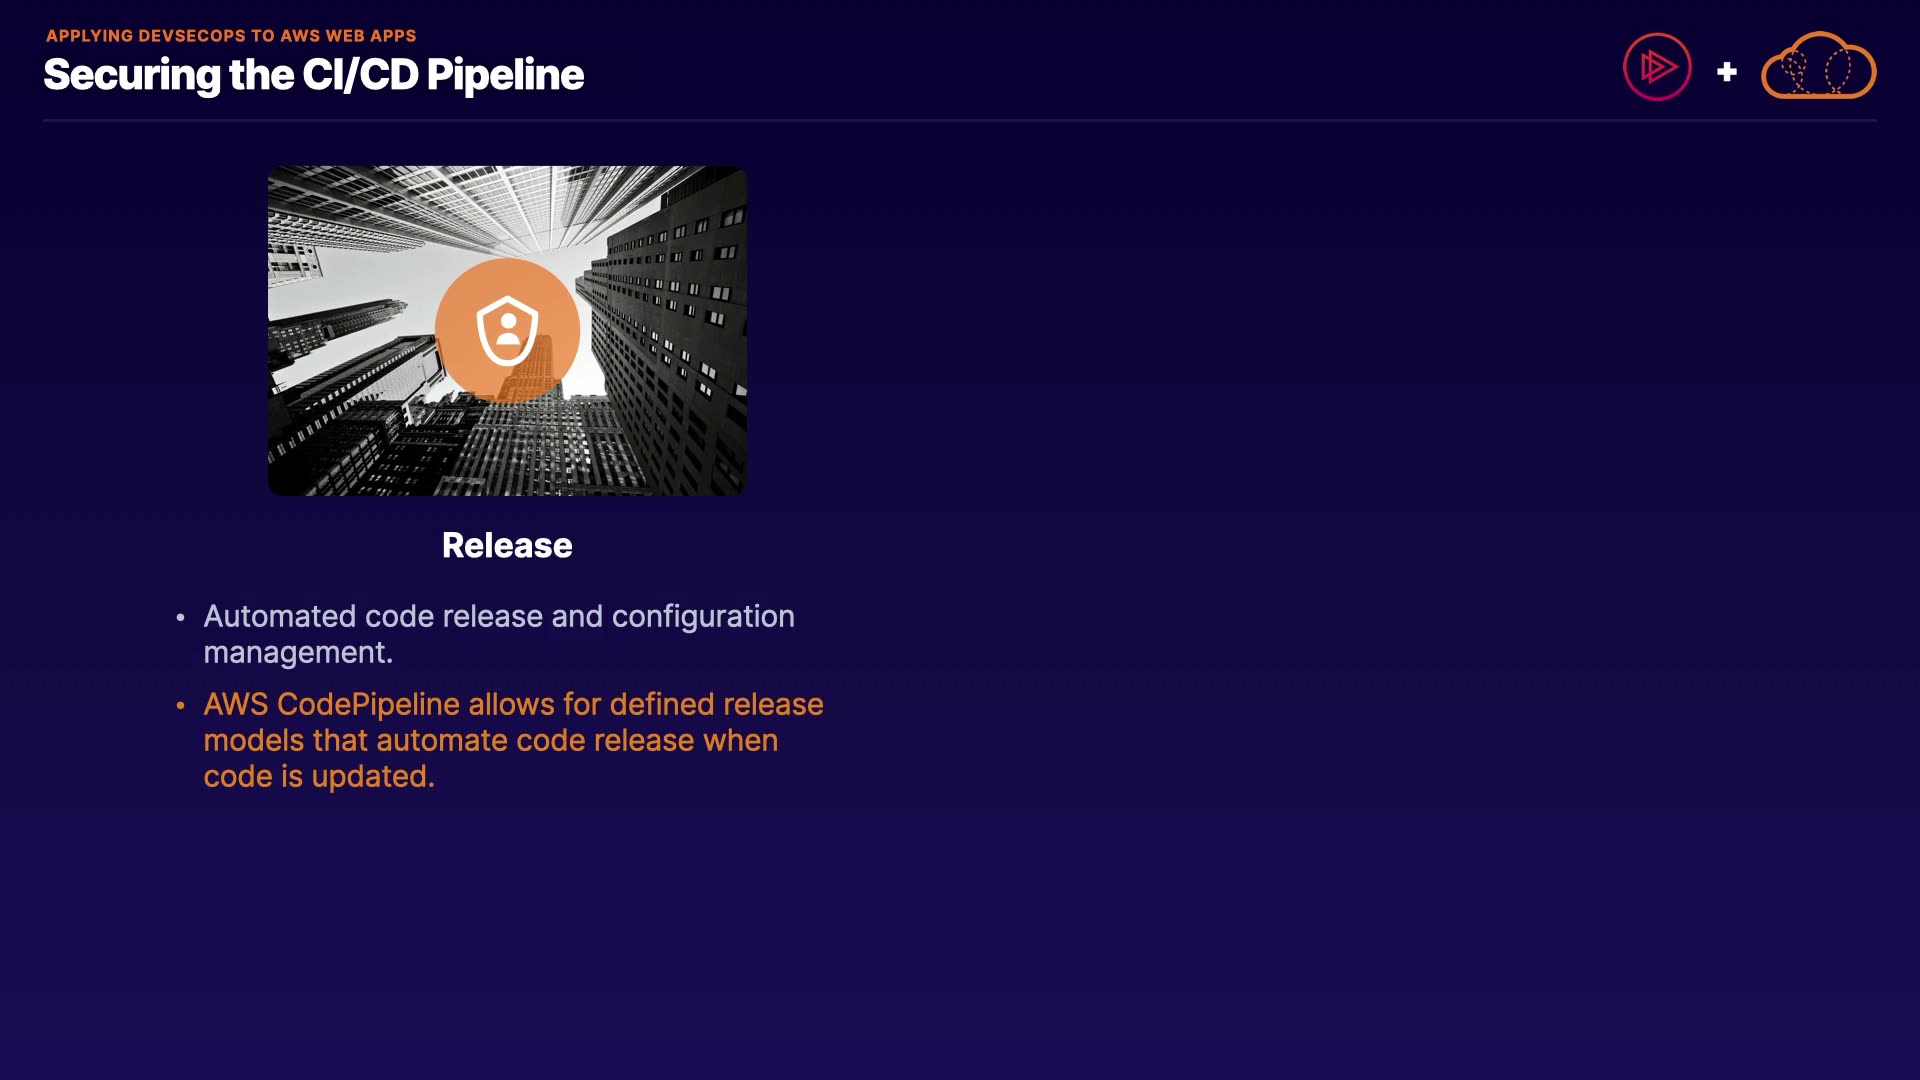 APPLYING DEVSECOPS TO AWS WEB APPS
Securing the CI/CD Pipeline
+
Release
• Automated code release and configuration
management.
• AWS CodePipeline allows for defined release
models that automate code release when
code is updated.